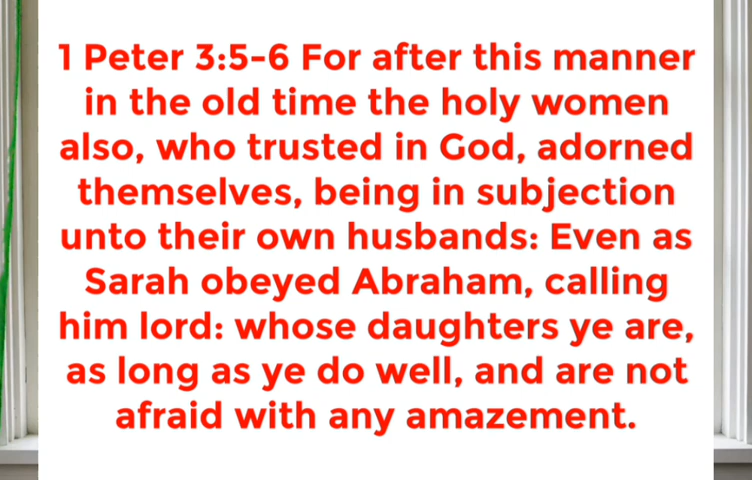 1 Peter 3:5-6 For after this manner
in the old time the holy women
also, who trusted in God, adorned
themselves, being in subjection
unto their own husbands: Even as
Sarah obeyed Abraham, calling
him lord: whose daughters ye are,
as long as ye do well, and are not
afraid with any amazement.